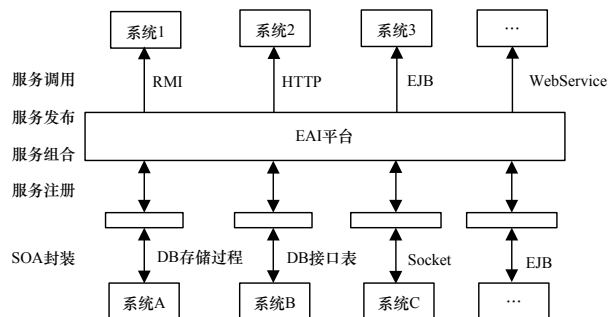 系统1 系统2 系统3 …
服务调用 RMI HTTP EJB WebService
服务发布
EAI平台
服务组合
服务注册
SOA封装 DB存储过程 DB接口表 Socket EJB
系统A 系统B 系统C …